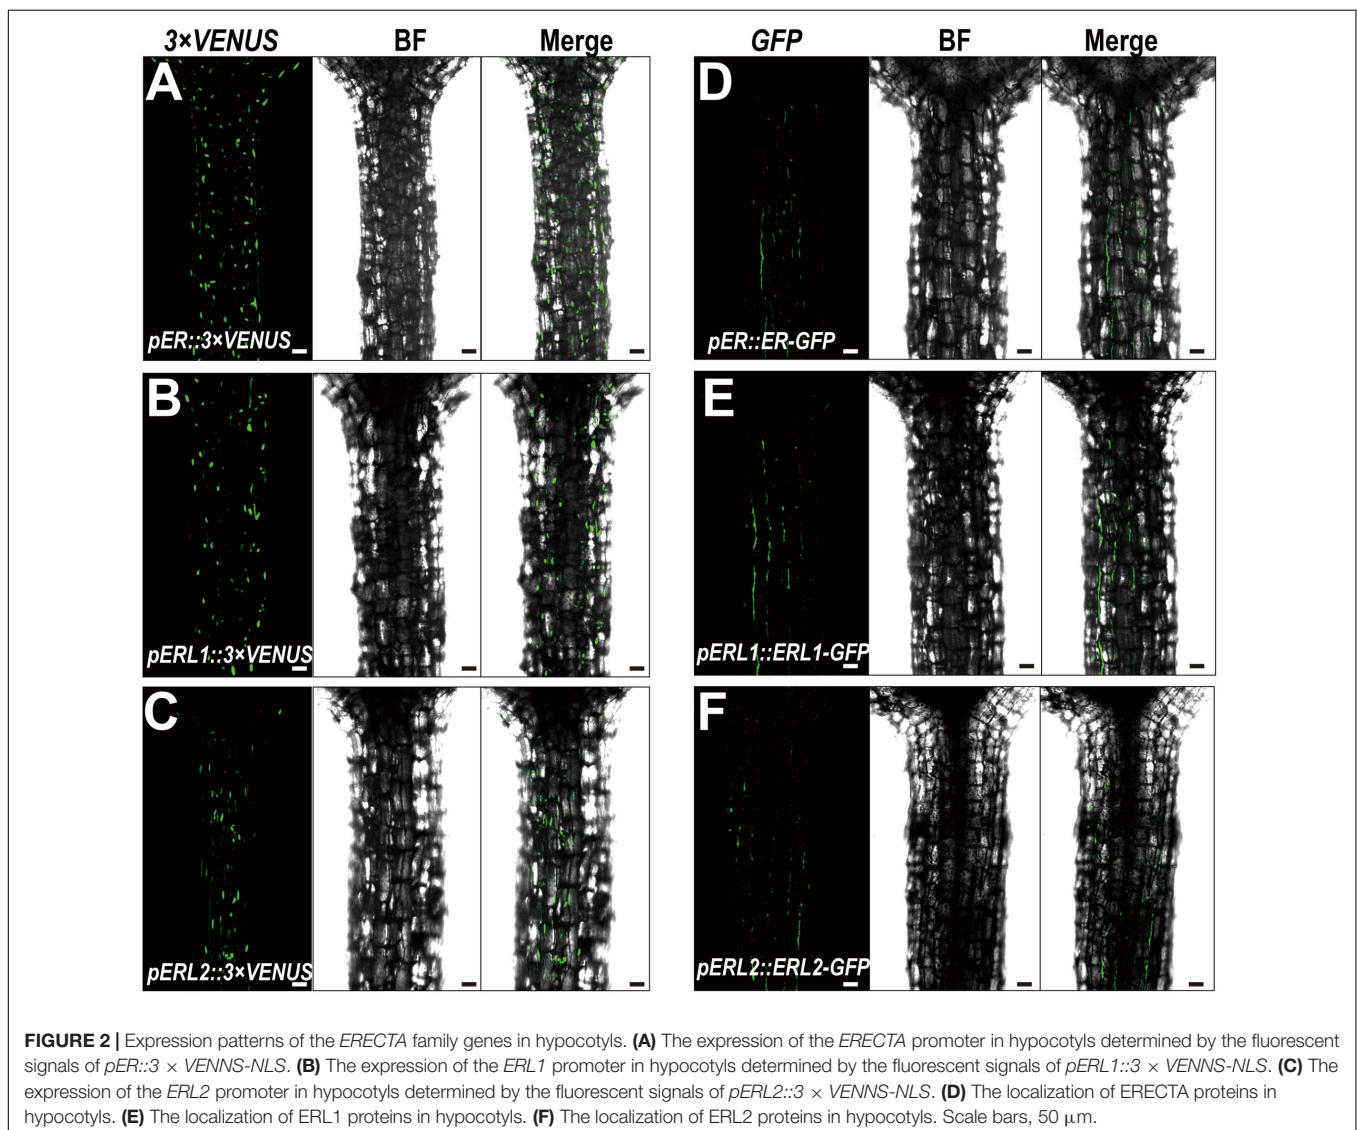 3×VENUS BF Merge GFP BF Merge
A
pER::3×VENUS
D
pER::ER-GFP
B
pERL1::3×VENUS
E
pERL1::ERL1-GFP
C
pERL2::3×VENUS
F
pERL2::ERL2-GFP
FIGURE 2 | Expression patterns of the ERECTA family genes in hypocotyls. (A) The expression of the ERECTA promoter in hypocotyls determined by the fluorescent
signals of pER::3 × VENNS-NLS. (B) The expression of the ERL1 promoter in hypocotyls determined by the fluorescent signals of pERL1::3 × VENNS-NLS. (C) The
expression of the ERL2 promoter in hypocotyls determined by the fluorescent signals of pERL2::3 × VENNS-NLS. (D) The localization of ERECTA proteins in
hypocotyls. (E) The localization of ERL1 proteins in hypocotyls. (F) The localization of ERL2 proteins in hypocotyls. Scale bars, 50 μm.